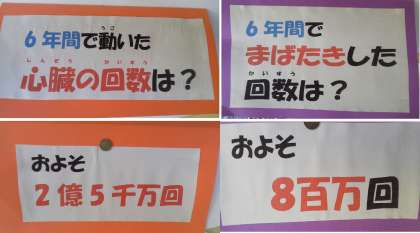 6年間で動いた
心臓の回数は？
6年間で
まばたきした
回数は？
およそ
2億5千万回
およそ
8百万回